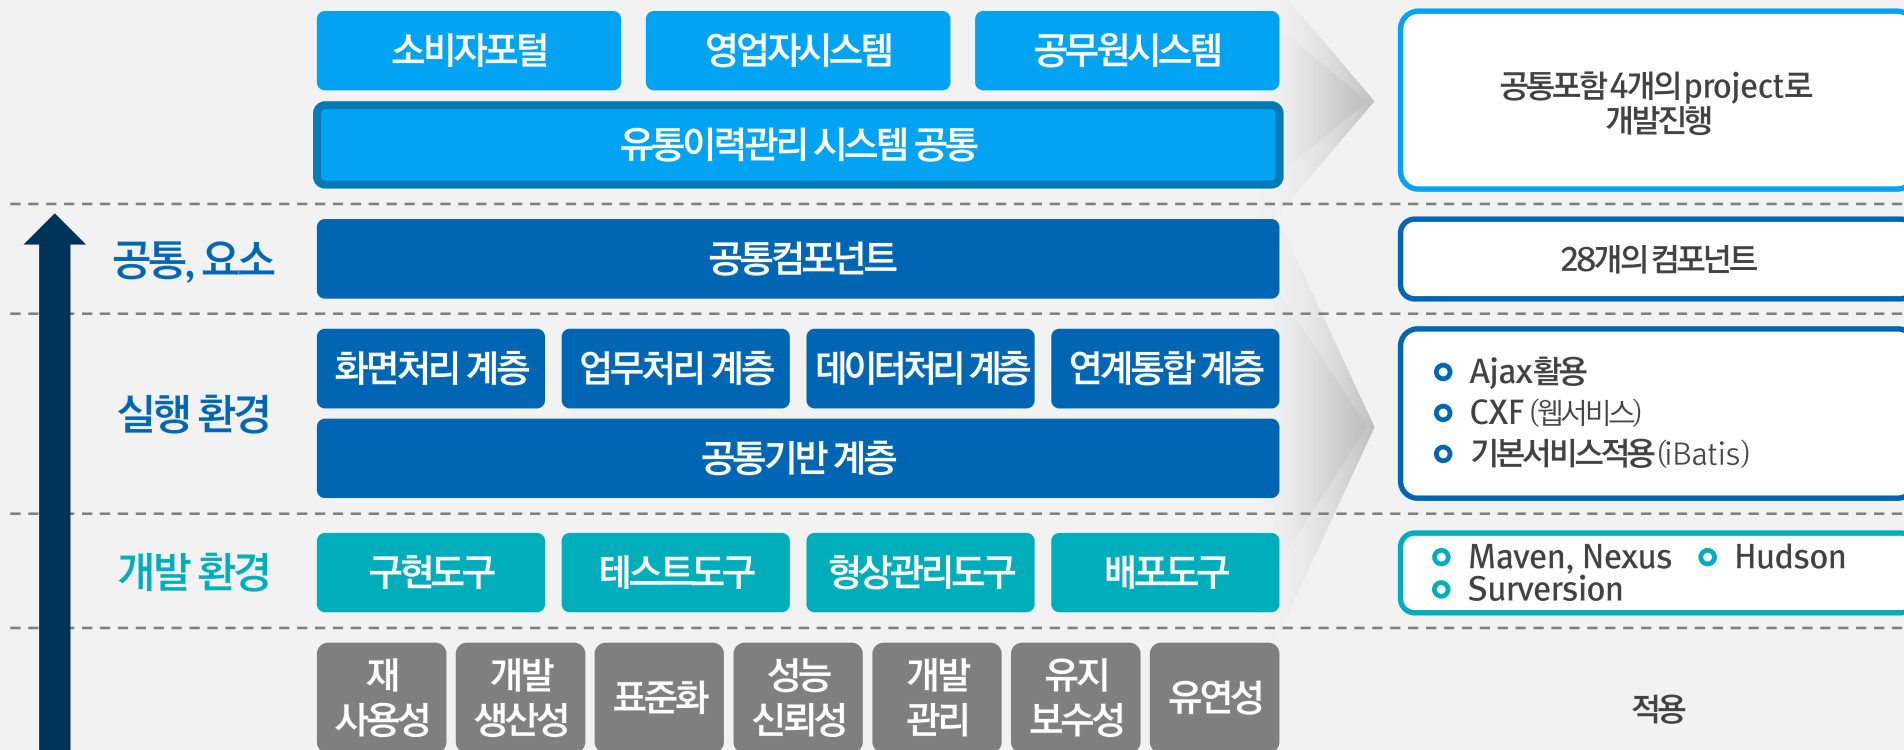 소비자포털
영업자시스템
공무원시스템
유통이력관리 시스템 공통
공통포함 4개의 project로
개발진행
공통, 요소
공통컴포넌트
28개의 컴포넌트
실행 환경
화면처리 계층
업무처리 계층
데이터처리 계층
연계통합 계층
공통기반 계층
Ajax활용
CXF (웹서비스)
기본서비스적용(iBatis)
개발 환경
구현도구
테스트도구
형상관리도구
배포도구
Maven, Nexus
Hudson
Surversion
재
사용성
개발
생산성
표준화
성능
신뢰성
개발
관리
유지
보수성
유연성
적용